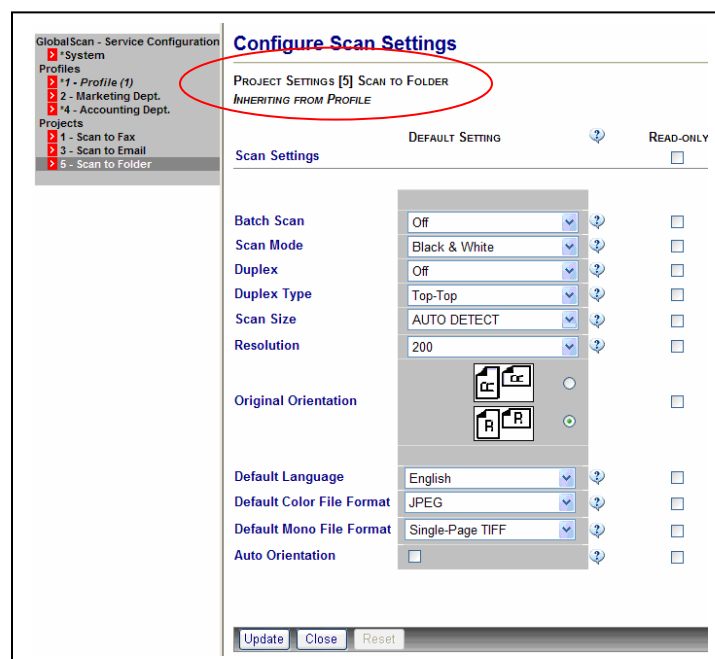 GlobalScan - Service Configuration
*System
Profiles
*1 - Profile (1)
2 - Marketing Dept.
*4 - Accounting Dept.
Projects
1 - Scan to Fax
3 - Scan to Email
5 - Scan to Folder
Configure Scan Settings
PROJECT SETTINGS [5] SCAN TO FOLDER
INHERITING FROM PROFILE
DEFAULT SETTING ? READ-ONLY
Scan Settings
Batch Scan Off ?
Scan Mode Black & White ?
Duplex Off ?
Duplex Type Top-Top ?
Scan Size AUTO DETECT ?
Resolution 200 ?
R R
Original Orientation
R R
Default Language English ?
Default Color File Format JPEG ?
Default Mono File Format Single-Page TIFF ?
Auto Orientation ?
Update Close Reset